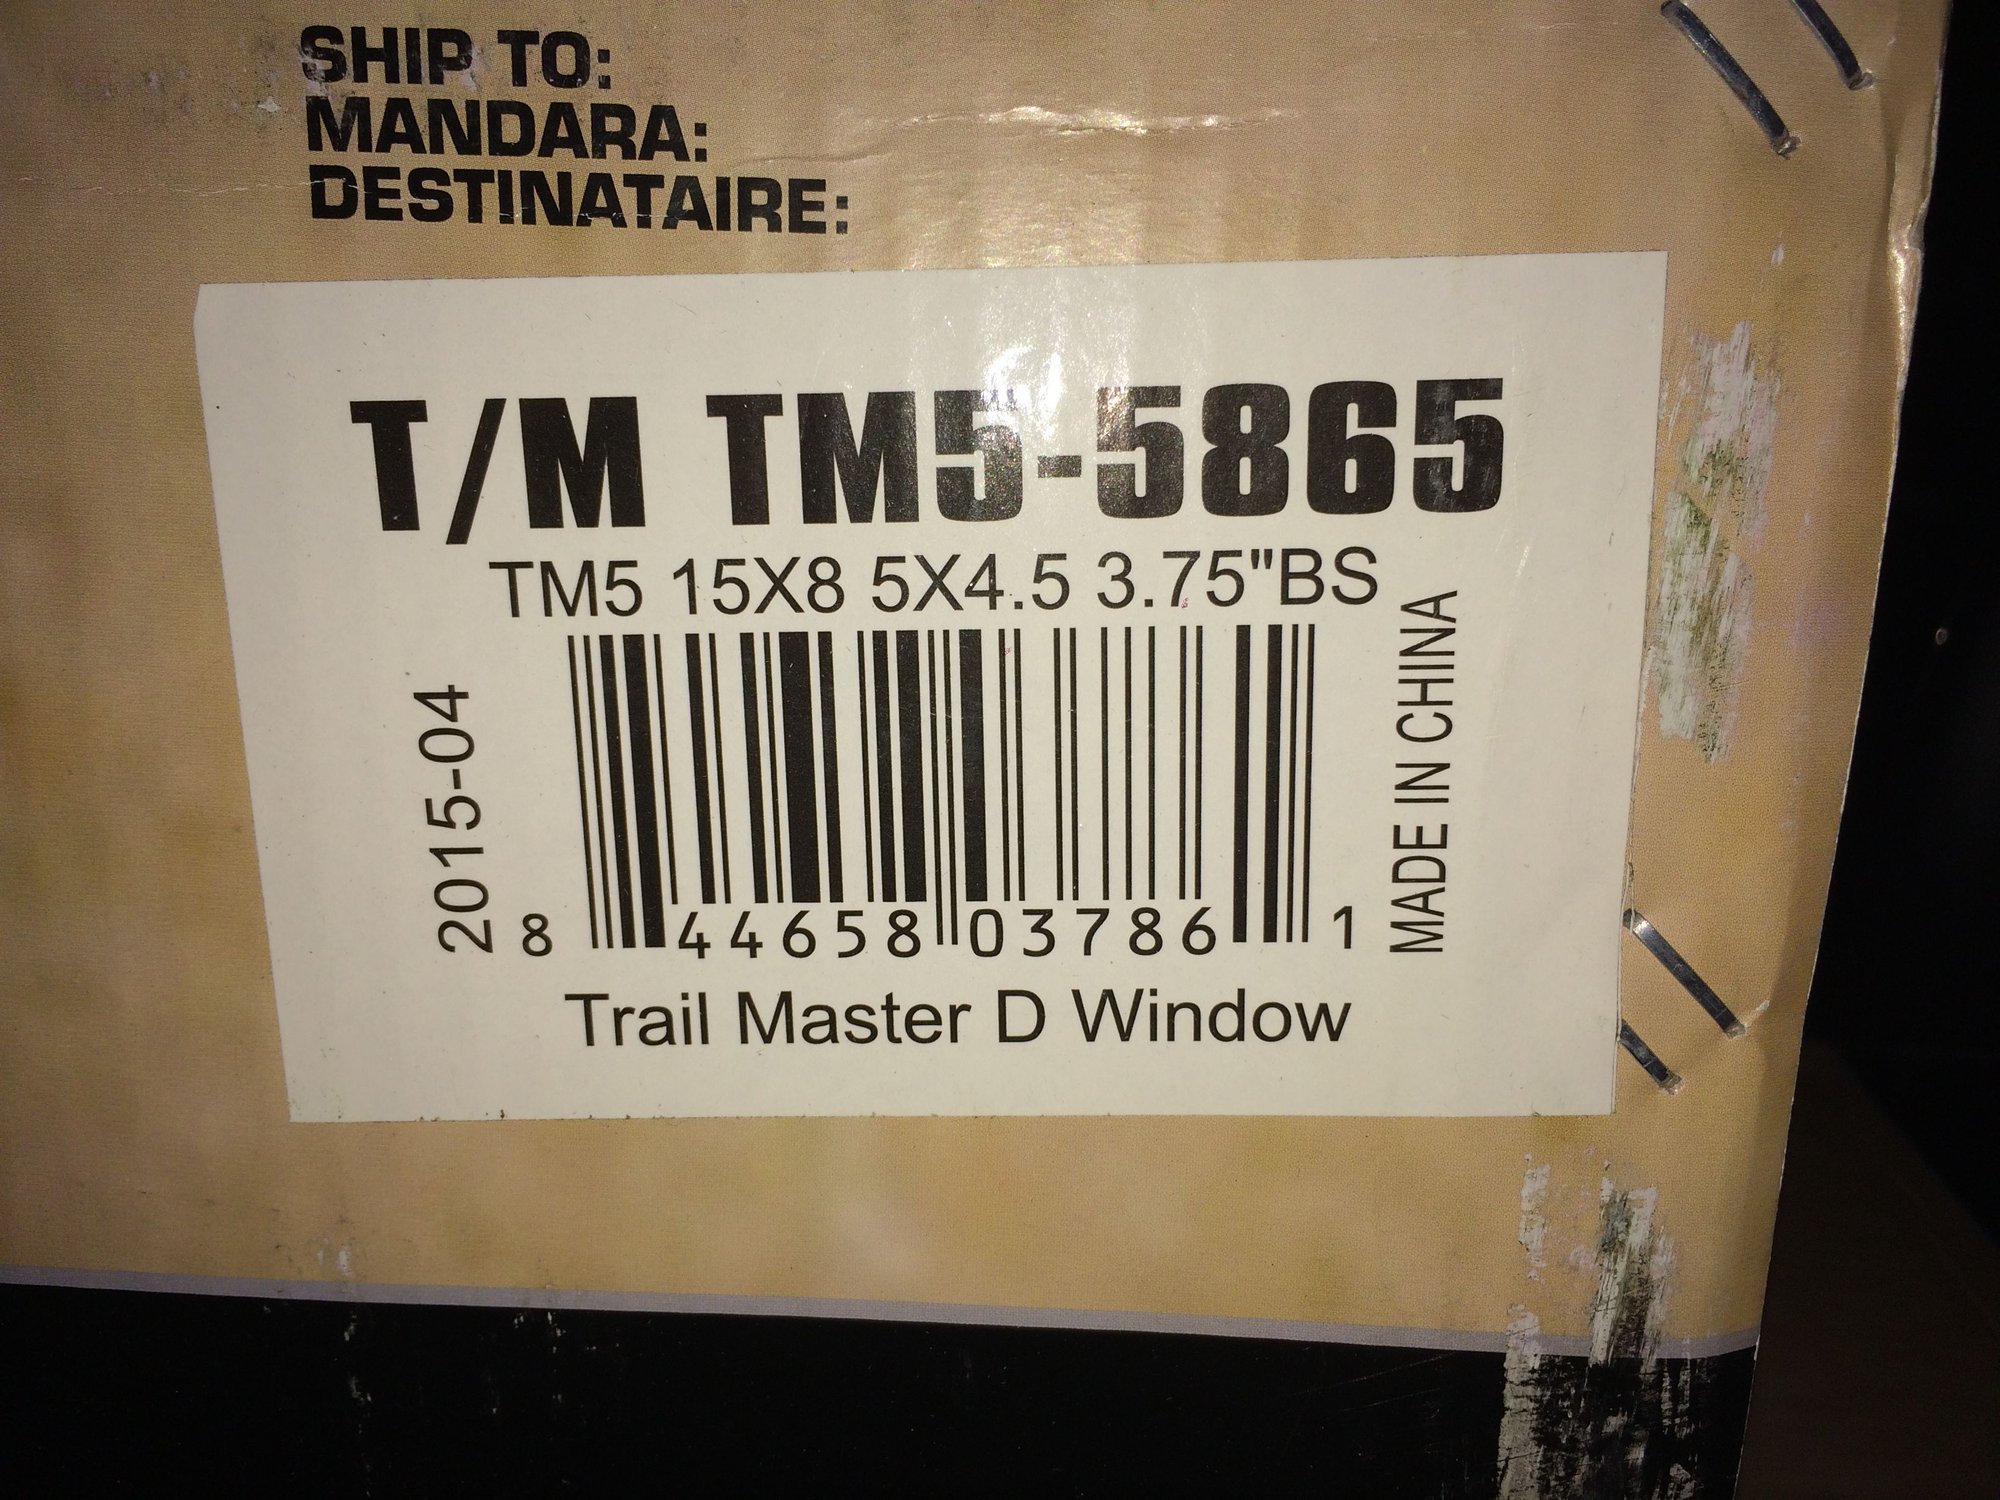 SHIP TO:
MANDARA:
DESTINATAIRE:
T/M TM5-5865
TM5 15X8 5X4.5 3.75"BS
2015-04
MADE IN CHINA
8 44658 03786 1
Trail Master D Window